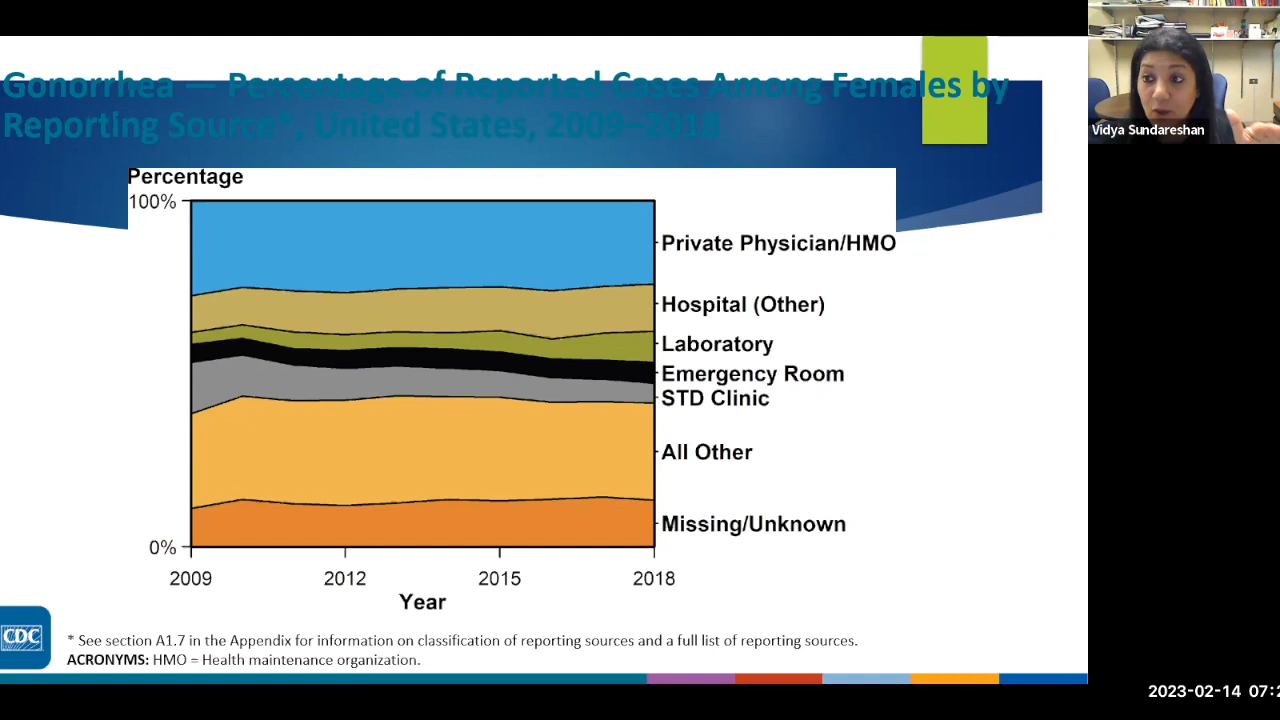 Gonorrhea — Percentage of Reported Cases Among Females by
Reporting Source*, United States, 2009–2018
Vidya Sundareshan
Percentage
100%
Private Physician/HMO
Hospital (Other)
Laboratory
Emergency Room
STD Clinic
All Other
Missing/Unknown
0%
2009 2012 2015 2018
Year
CDC
* See section A1.7 in the Appendix for information on classification of reporting sources and a full list of reporting sources.
ACRONYMS: HMO = Health maintenance organization.
2023-02-14 07:2